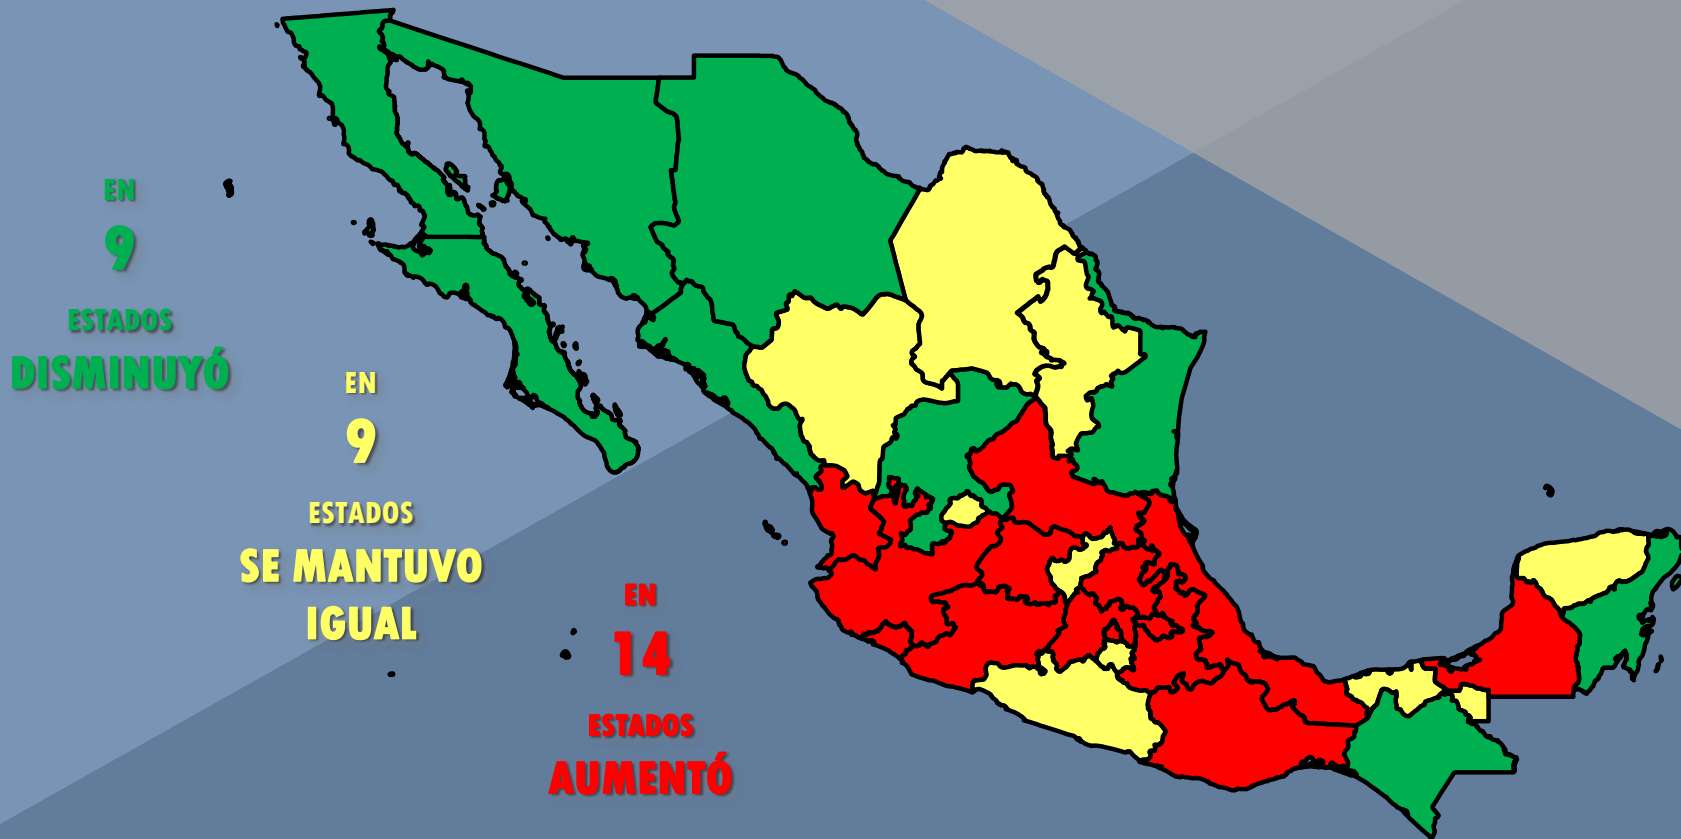 EN
9
ESTADOS
DISMINUYÓ
EN
9
ESTADOS
SE MANTUVO
IGUAL
EN
14
ESTADOS
AUMENTÓ